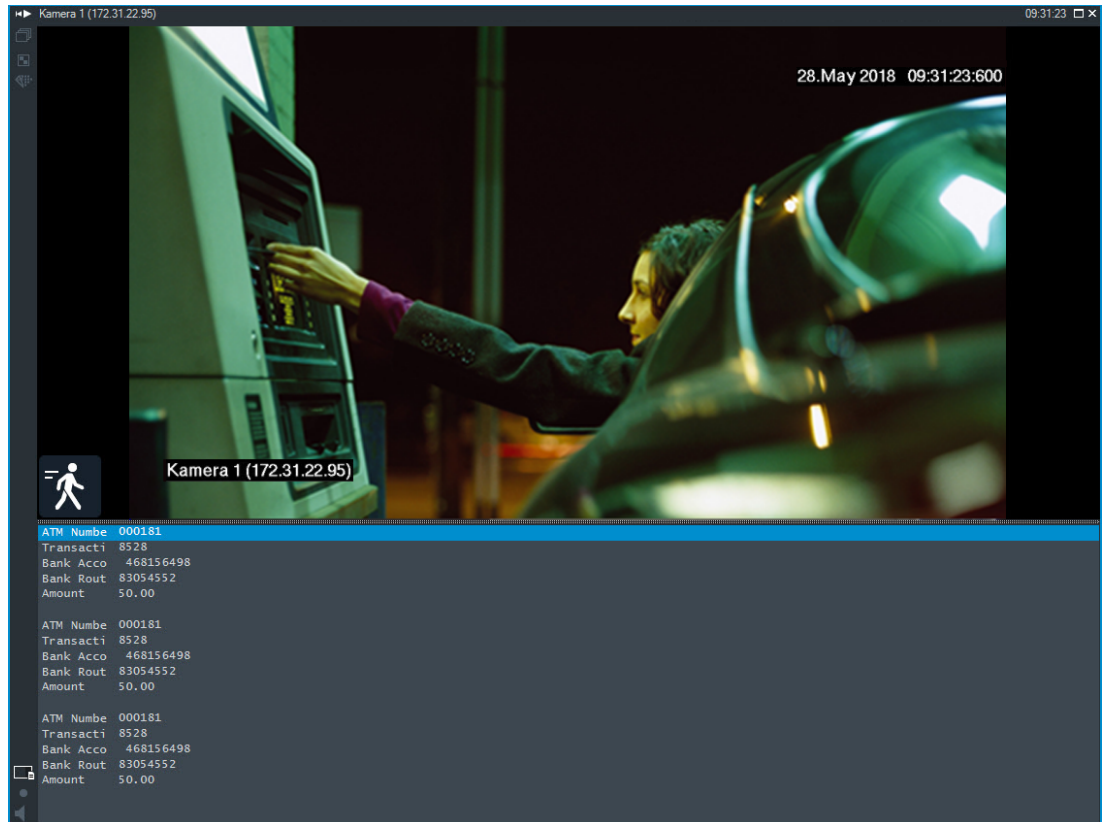 Kamera 1 (172.31.22.95) 09:31:23
28.May 2018 09:31:23:600
Kamera 1 (172.31.22.95)
ATM Numbe 000181
Transacti 8528
Bank Acco 468156498
Bank Rout 83054552
Amount 50.00
ATM Numbe 000181
Transacti 8528
Bank Acco 468156498
Bank Rout 83054552
Amount 50.00
ATM Numbe 000181
Transacti 8528
Bank Acco 468156498
Bank Rout 83054552
Amount 50.00